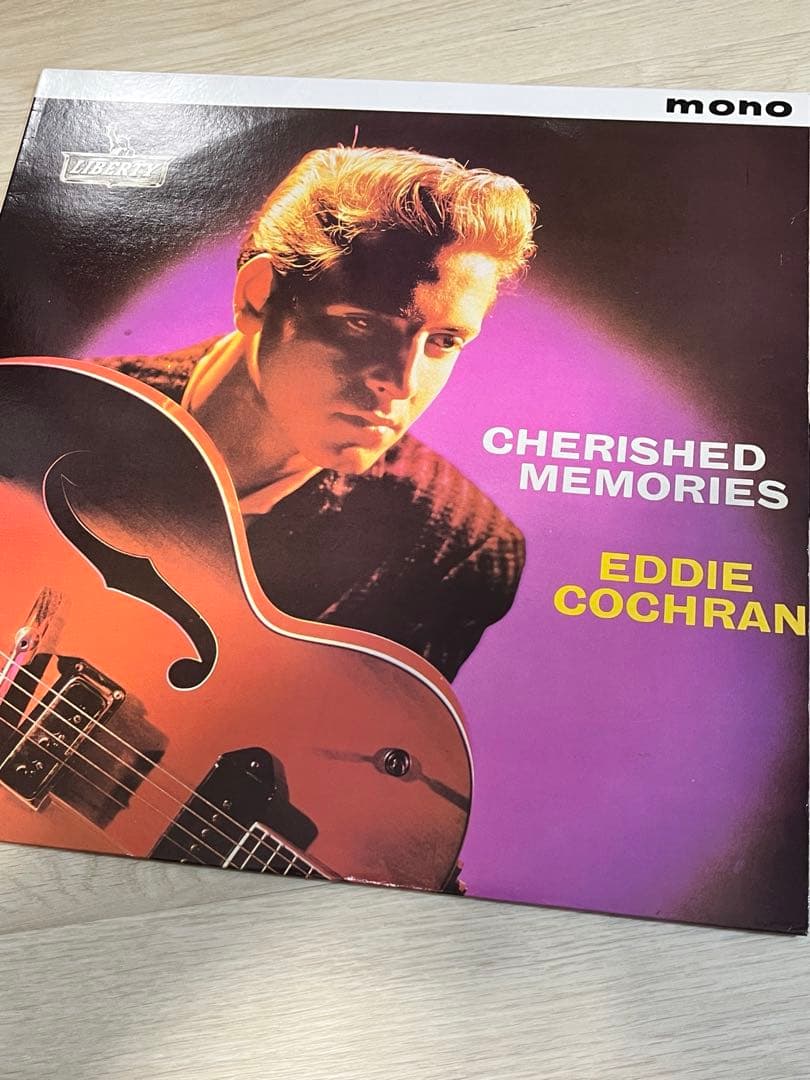 mono
LIBERTY
CHERISHED
MEMORIES
EDDIE
COCHRAN